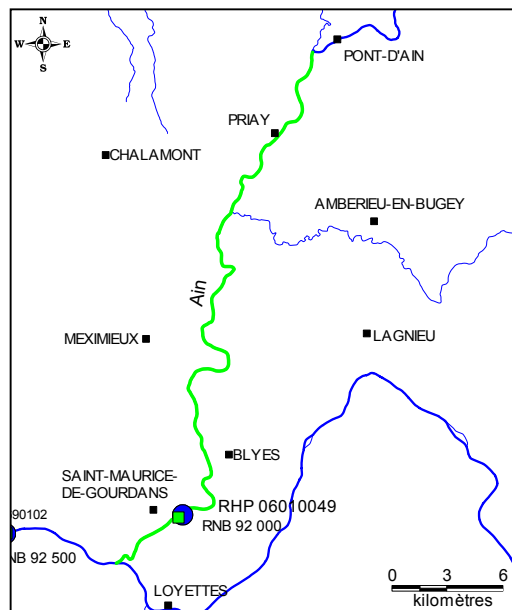 N
W E
S
PONT-D'AIN
PRIAY
CHALAMONT
AMBERIEU-EN-BUGEY
Ain
MEXIMIEUX
LAGNIEU
BLYES
SAINT-MAURICE-
DE-GOURDANS
RHP 06010049
90102
RNB 92 000
NB 92 500
LOYETTES
0 3 6
kilomètres